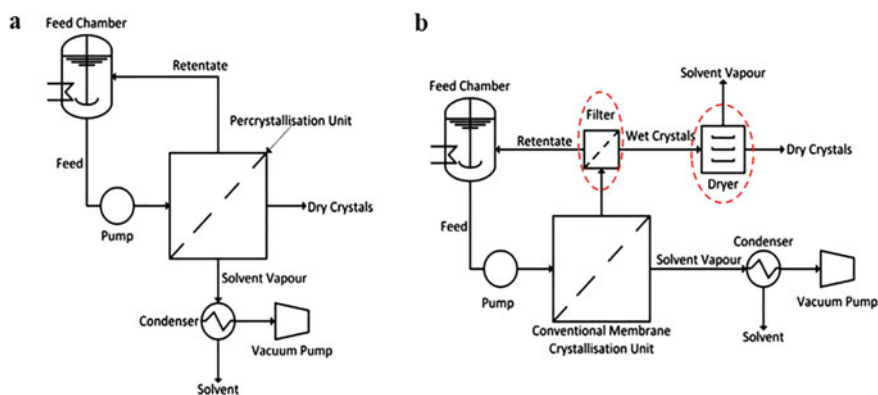 a
Feed Chamber
Retentate
Percrystallisation Unit
Feed
Pump
Dry Crystals
Solvent Vapour
Condenser
Vacuum Pump
Solvent
b
Solvent Vapour
Feed Chamber
Filter
Retentate
Wet Crystals
Dry Crystals
Dryer
Feed
Pump
Solvent Vapour
Condenser
Vacuum Pump
Conventional Membrane
Crystallisation Unit
Solvent